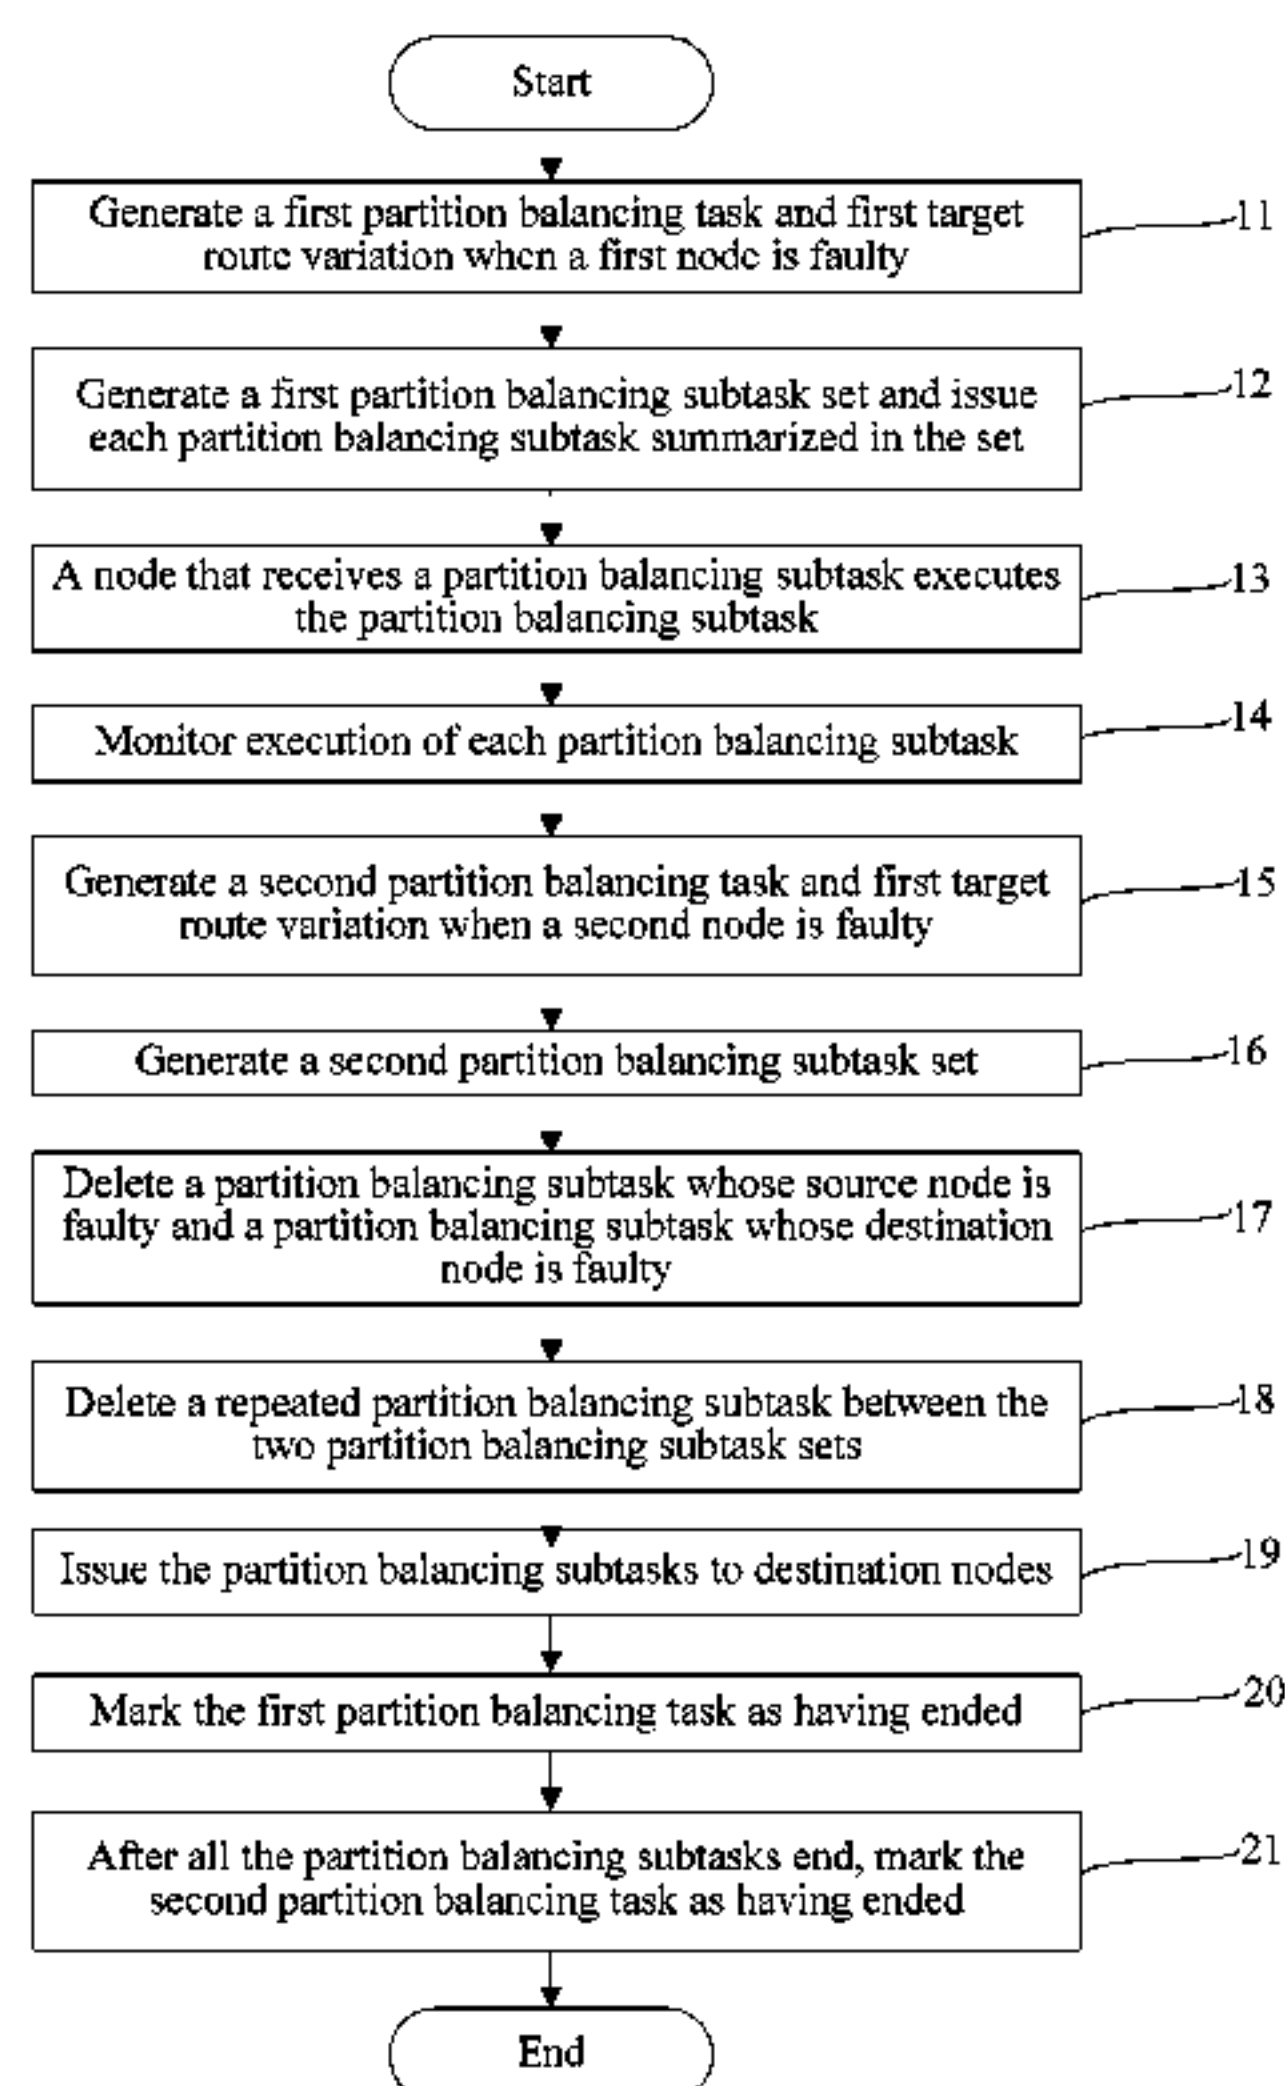 Start
Generate a first partition balancing task and first target
route variation when a first node is faulty
11
Generate a first partition balancing subtask set and issue
each partition balancing subtask summarized in the set
12
A node that receives a partition balancing subtask executes
the partition balancing subtask
13
Monitor execution of each partition balancing subtask
14
Generate a second partition balancing task and first target
route variation when a second node is faulty
15
Generate a second partition balancing subtask set
16
Delete a partition balancing subtask whose source node is
faulty and a partition balancing subtask whose destination
node is faulty
17
Delete a repeated partition balancing subtask between the
two partition balancing subtask sets
18
Issue the partition balancing subtasks to destination nodes
19
Mark the first partition balancing task as having ended
20
After all the partition balancing subtasks end, mark the
second partition balancing task as having ended
21
End